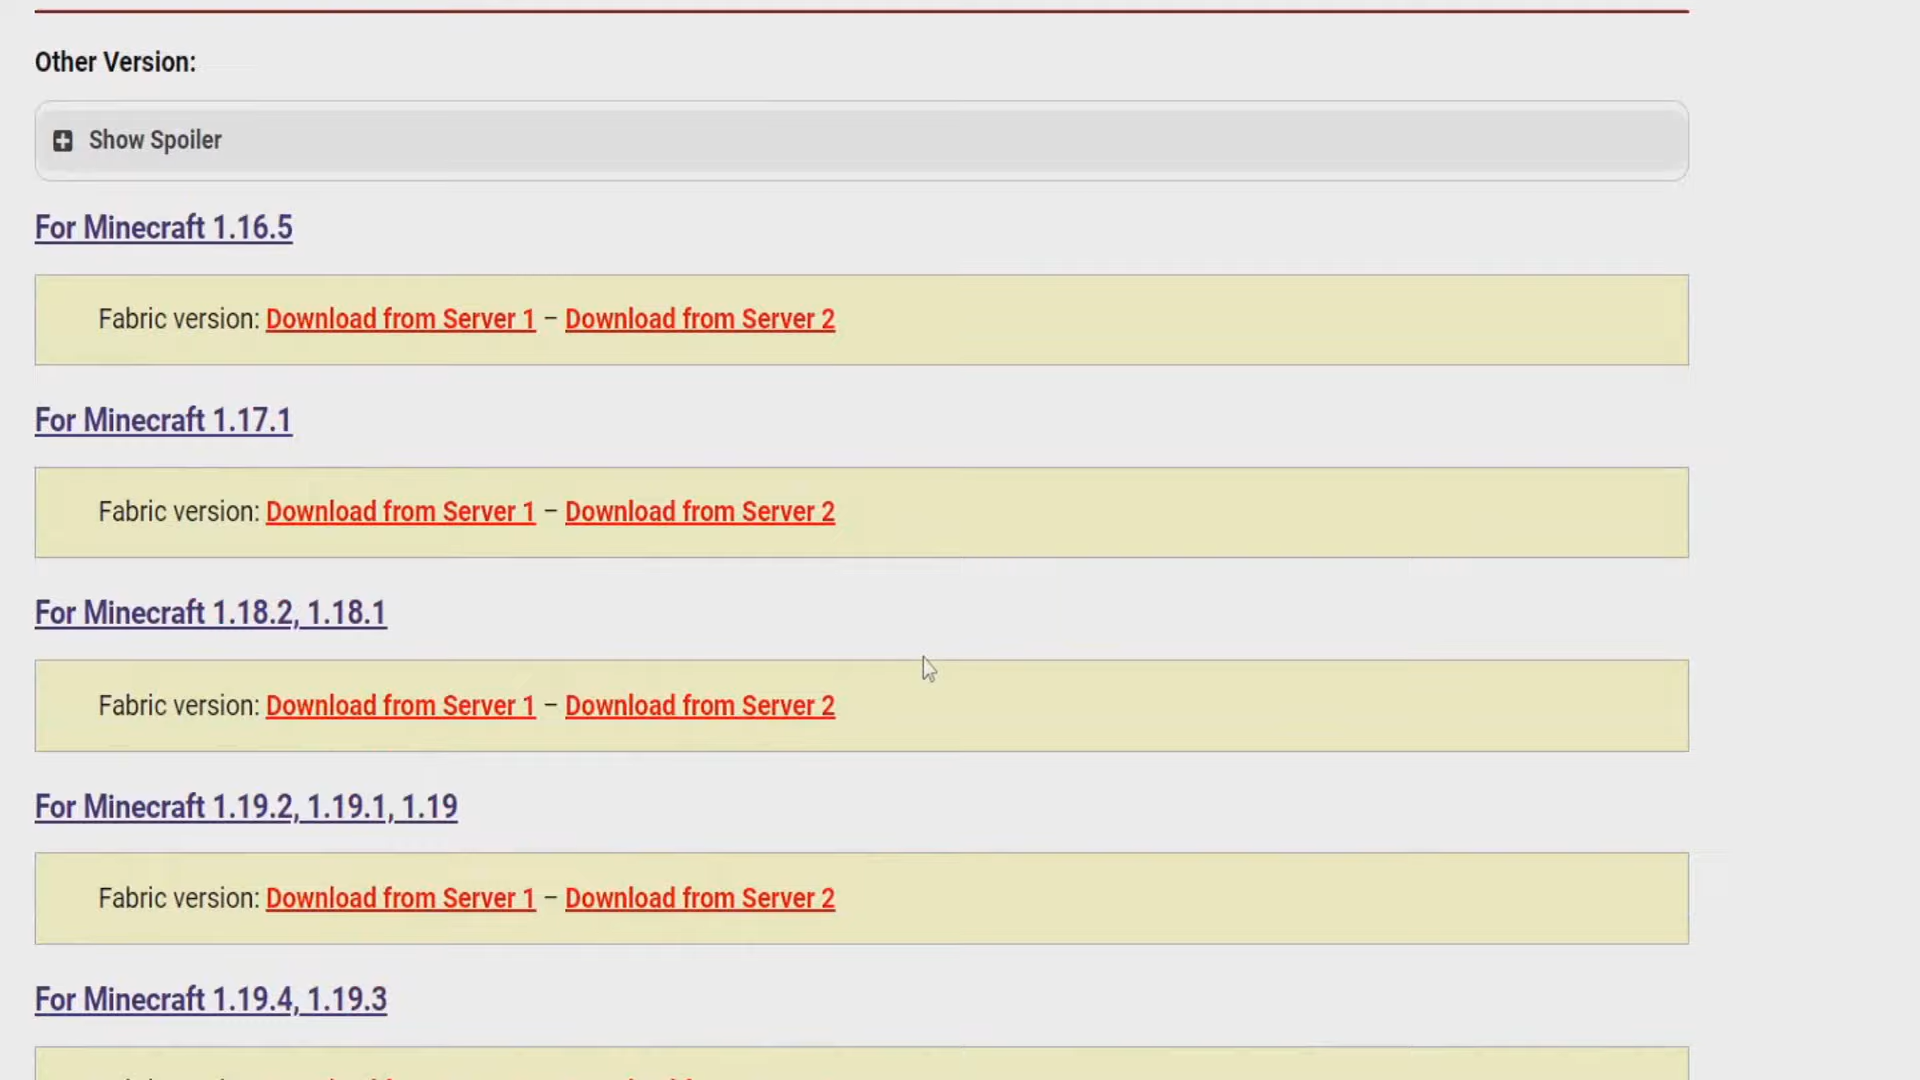 Other Version:
Show Spoiler
For Minecraft 1.16.5
Fabric version: Download from Server 1 – Download from Server 2
For Minecraft 1.17.1
Fabric version: Download from Server 1 – Download from Server 2
For Minecraft 1.18.2, 1.18.1
Fabric version: Download from Server 1 – Download from Server 2
For Minecraft 1.19.2, 1.19.1, 1.19
Fabric version: Download from Server 1 – Download from Server 2
For Minecraft 1.19.4, 1.19.3